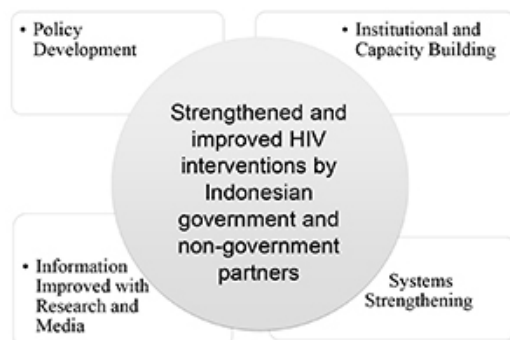 • Policy
Development
• Institutional and
Capacity Building
Strengthened and
improved HIV
interventions by
Indonesian
government and
non-government
partners
• Information
Improved with
Research and
Media
Systems
Strengthening